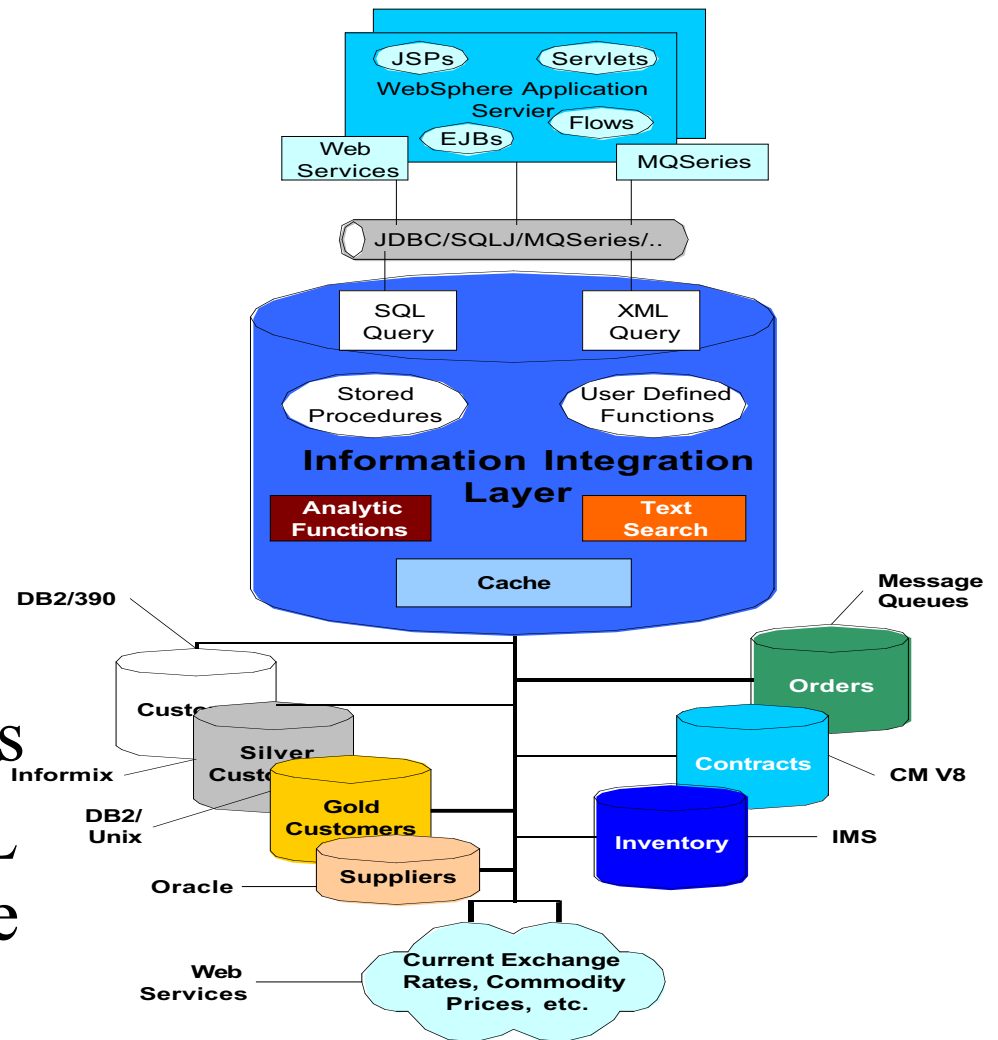 JSPs
Servlets
WebSphere Application
Servier
EJBs
Flows
Web
Services
MQSeries
JDBC/SQLJ/MQSeries/..
SQL
Query
XML
Query
Stored
Procedures
User Defined
Functions
Information Integration
Layer
Analytic
Functions
Text
Search
Cache
DB2/390
Message
Queues
Orders
s
Silver
Informix
Contracts
CM V8
DB2/
Unix
Gold
Customers
Inventory
IMS
L
Oracle
Suppliers
e
Web
Services
Current Exchange
Rates, Commodity
Prices, etc.